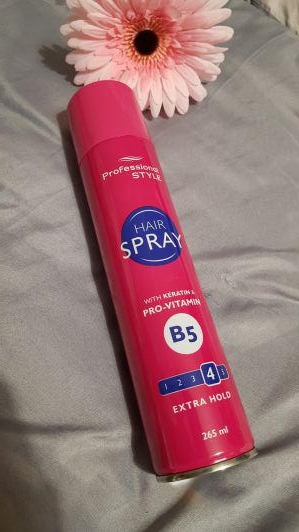 Professional
STYLE
HAIR
SPRAY
WITH KERATIN &
PRO-VITAMIN
B5
1 2 3 4 5
EXTRA HOLD
265 ml